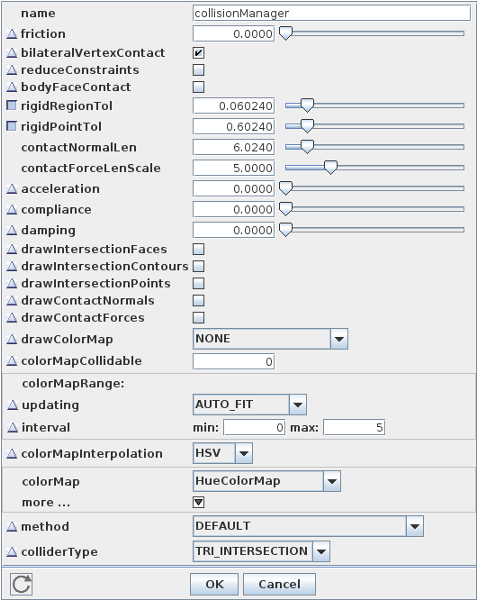 name collisionManager
friction 0.0000
bilateralVertexContact
reduceConstraints
bodyFaceContact
rigidRegionTol 0.060240
rigidPointTol 0.60240
contactNormalLen 6.0240
contactForceLenScale 5.0000
acceleration 0.0000
compliance 0.0000
damping 0.0000
drawIntersectionFaces
drawIntersectionContours
drawIntersectionPoints
drawContactNormals
drawContactForces
drawColorMap NONE
colorMapCollidable 0
colorMapRange:
updating AUTO_FIT
interval min: 0 max: 5
colorMapInterpolation HSV
colorMap HueColorMap
more ...
method DEFAULT
colliderType TRI_INTERSECTION
OK Cancel